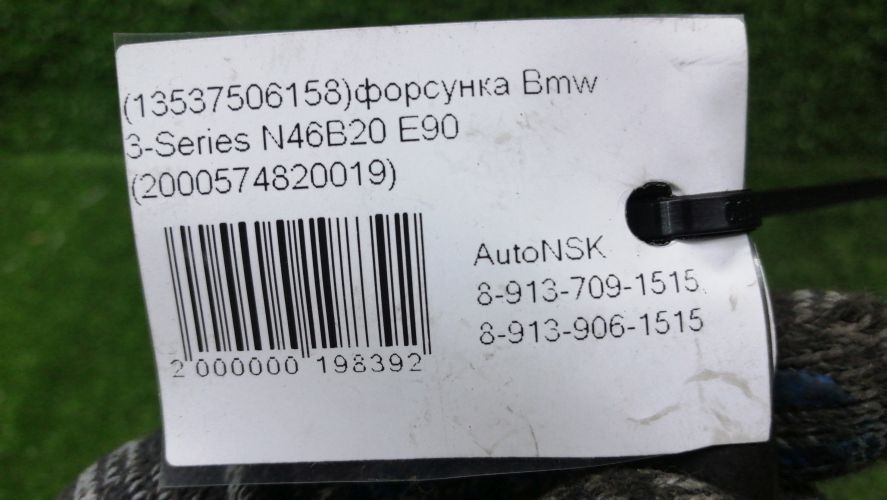 (13537506158)форсунка Bmw
3-Series N46B20 E90
(2000574820019)
AutoNSK
8-913-709-1515
8-913-906-1515
2 000000 198392